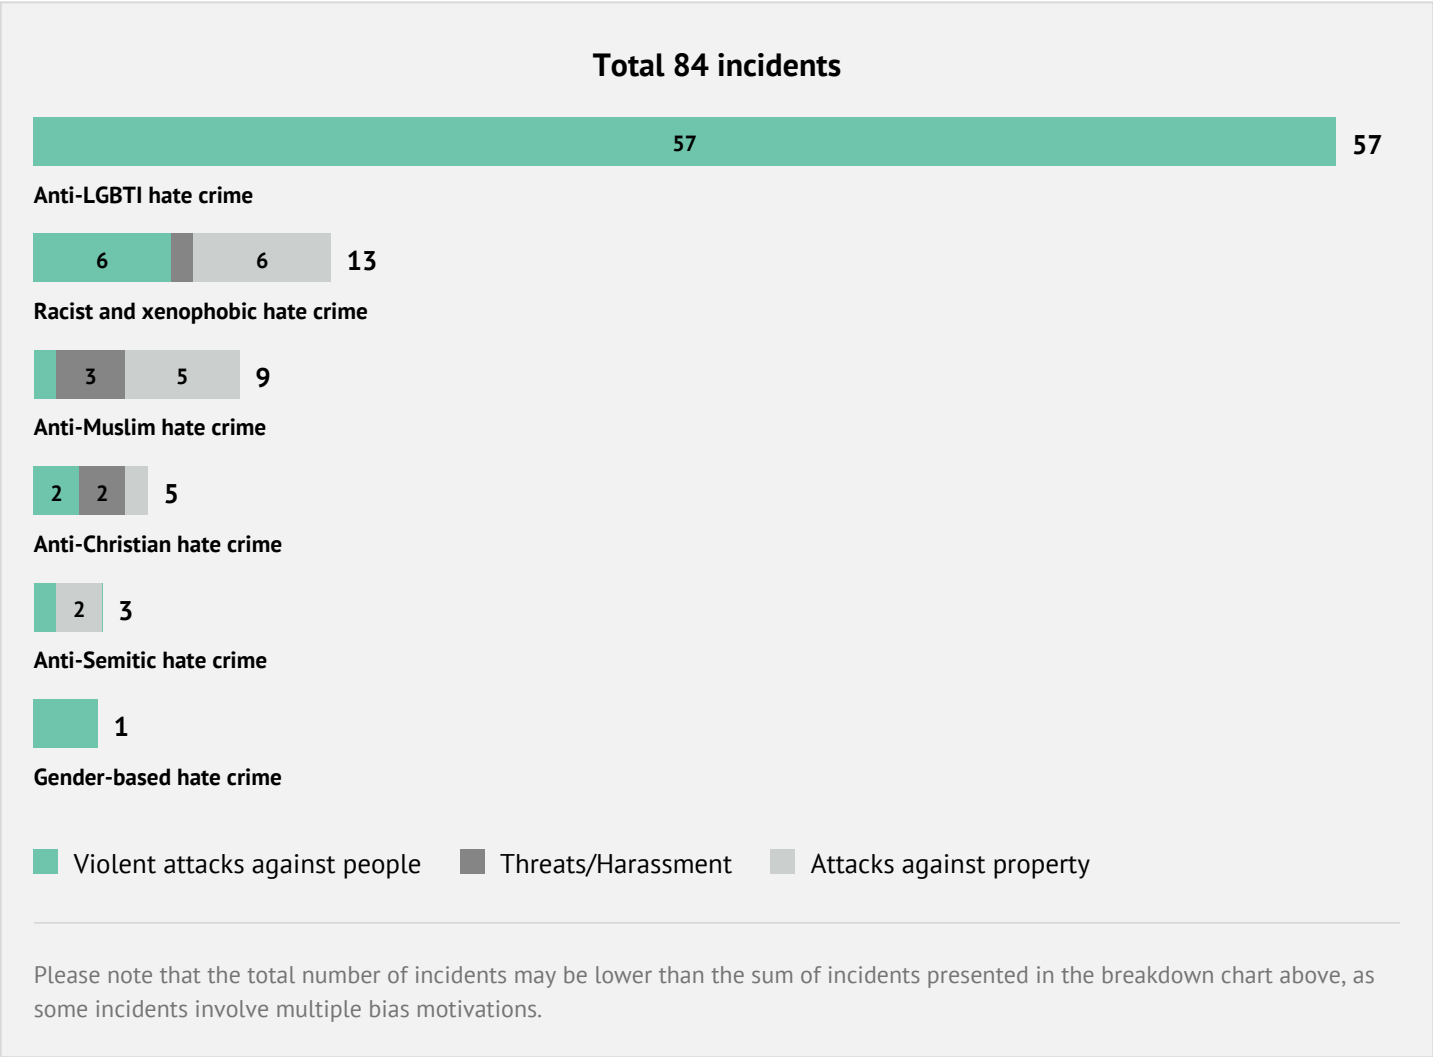 Total 84 incidents
57 57
Anti-LGBTI hate crime
6 6 13
Racist and xenophobic hate crime
3 5 9
Anti-Muslim hate crime
2 2 5
Anti-Christian hate crime
2 3
Anti-Semitic hate crime
1
Gender-based hate crime
Violent attacks against people Threats/Harassment Attacks against property
Please note that the total number of incidents may be lower than the sum of incidents presented in the breakdown chart above, as
some incidents involve multiple bias motivations.